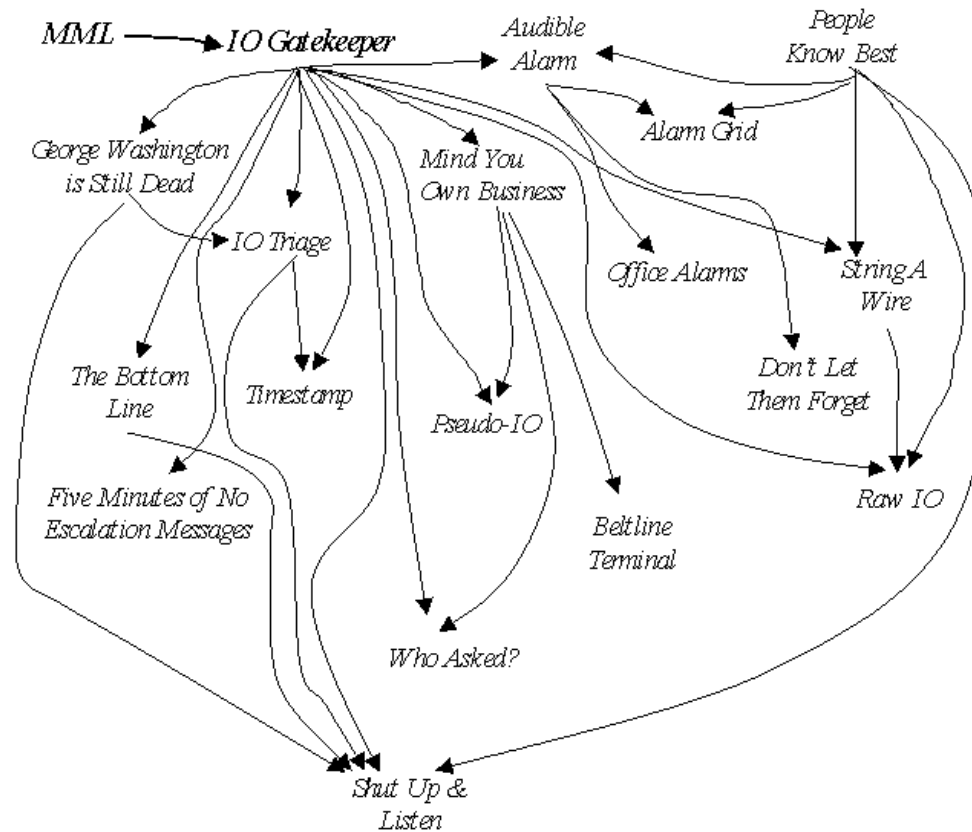 MML
IO Gatekeeper
Audible
Alarm
People
Know Best
Alarm Grid
George Washington
is Still Dead
Mind You
Own Business
IO Triage
Office Alarms
String A
Wire
The Bottom
Line
Timestamp
Pseudo-IO
Don't Let
Them Forget
Five Minutes of No
Escalation Messages
Beltline
Terminal
Raw IO
Who Asked?
Shut Up &
Listen